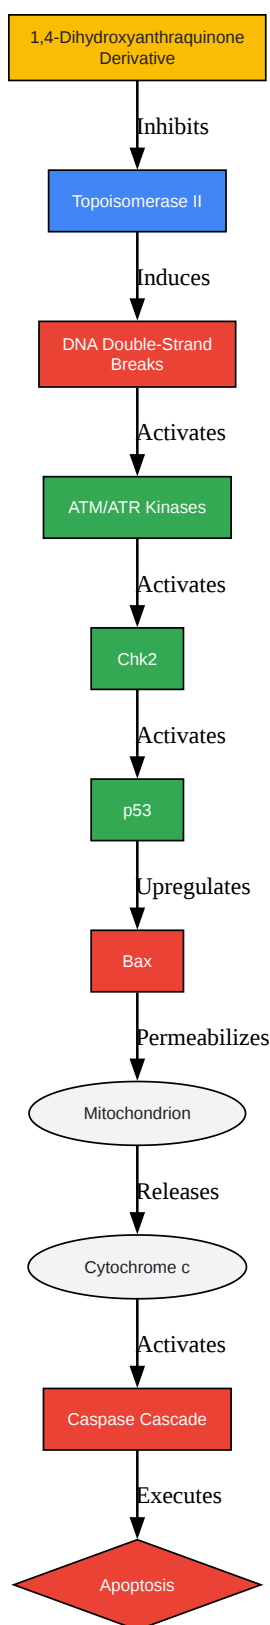 1,4-Dihydroxyanthraquinone
Derivative
Inhibits
Topoisomerase II
Induces
DNA Double-Strand
Breaks
Activates
ATM/ATR Kinases
Activates
Chk2
Activates
p53
Upregulates
Bax
Permeabilizes
Mitochondrion
Releases
Cytochrome c
Activates
Caspase Cascade
Executes
Apoptosis